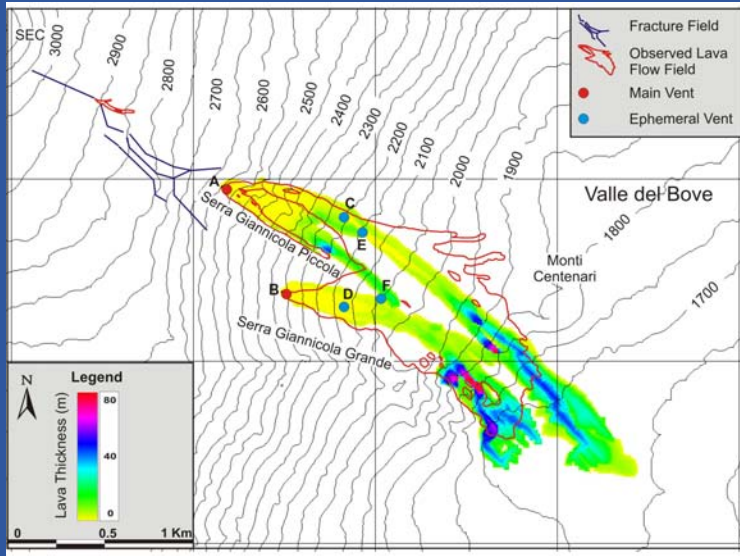 SEC
3000
2900
2800
2700
2600
2500
2400
2300
2200
2100
2000
1900
1800
1700
Fracture Field
Observed Lava
Flow Field
Main Vent
Ephemeral Vent
Valle del Bove
Monti
Centenari
A
B
C
D
E
F
Serra Giannicola Piccola
Serra Giannicola Grande
N
Legend
Lava Thickness (m)
80
40
0
0 0.5 1 Km